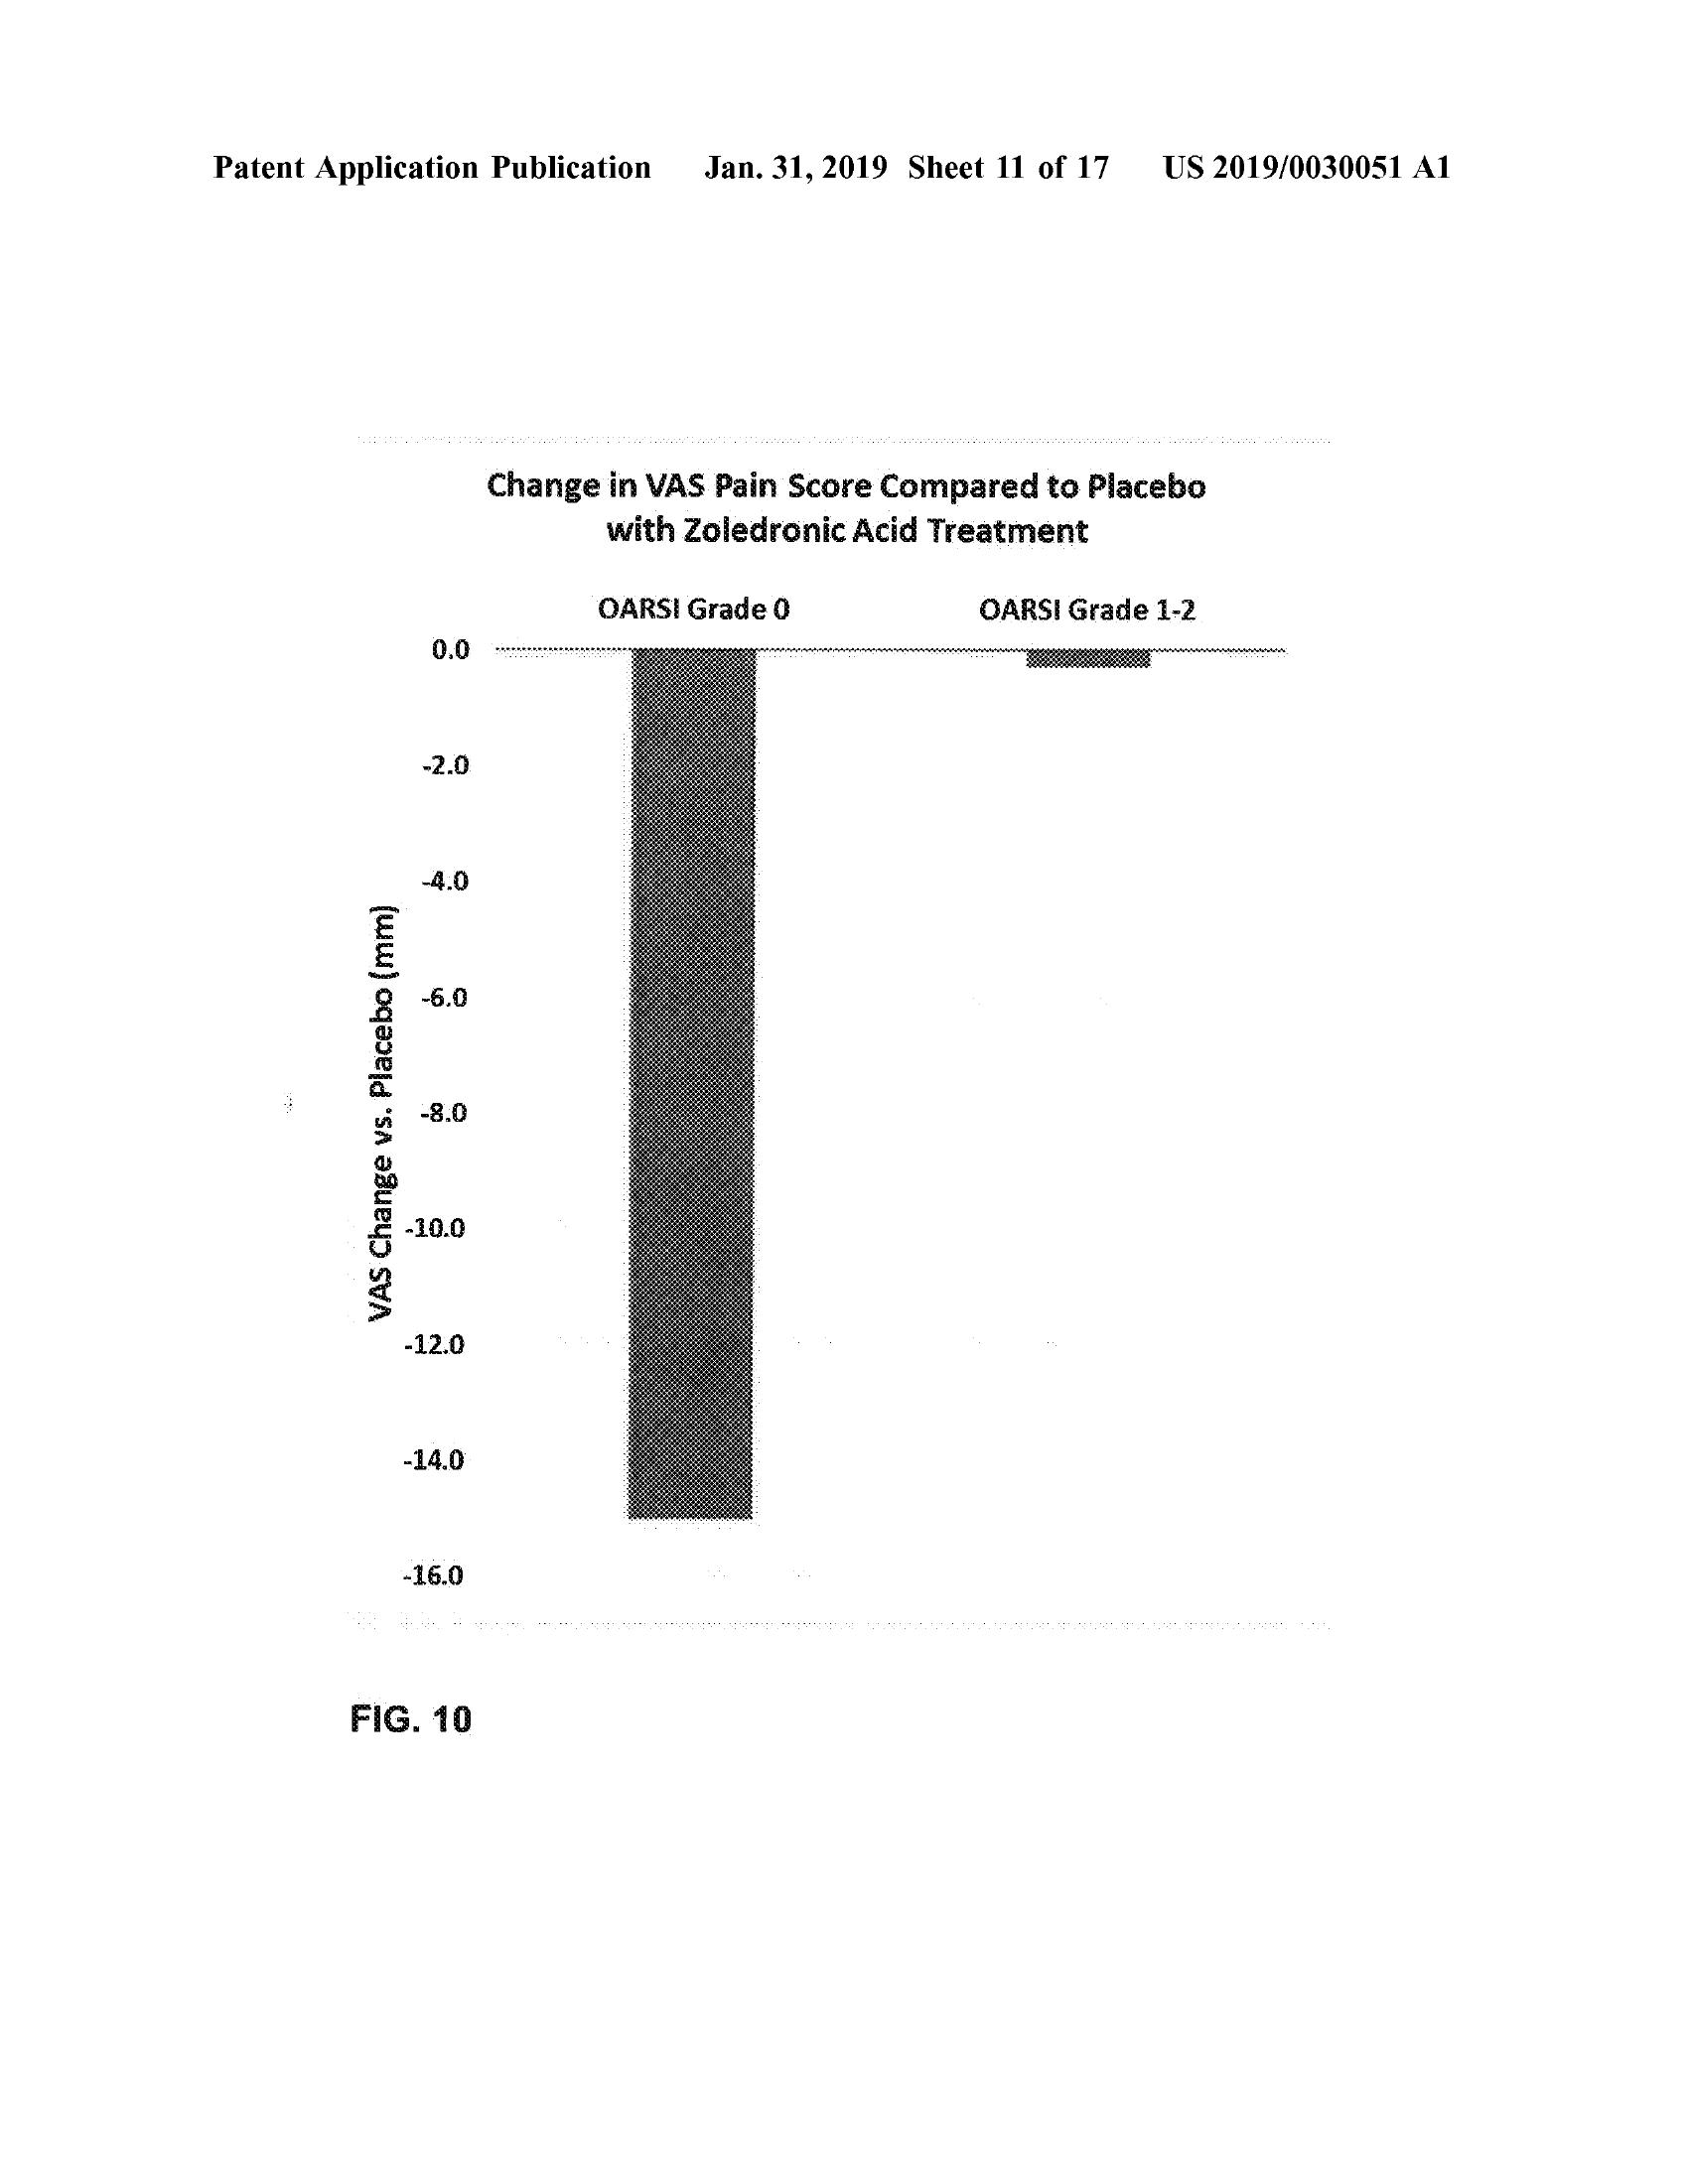 Patent Application Publication Jan. 31, 2019 Sheet 11 of 17 US 2019/0030051 A1
Change in VAS Pain Score Compared to Placebo
with Zoledronic Acid Treatment
OARSI Grade 0 OARSI Grade 1-2
0.0
-2.0
-4.0
-6.0
-8.0
-10.0
-12.0
-14.0
-16.0
VAS Change vs. Placebo (mm)
FIG. 10